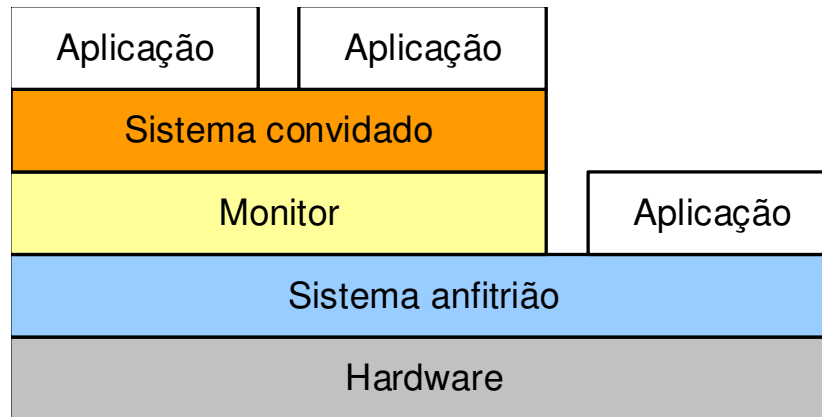 Aplicação Aplicação
Sistema convidado
Monitor Aplicação
Sistema anfitrião
Hardware